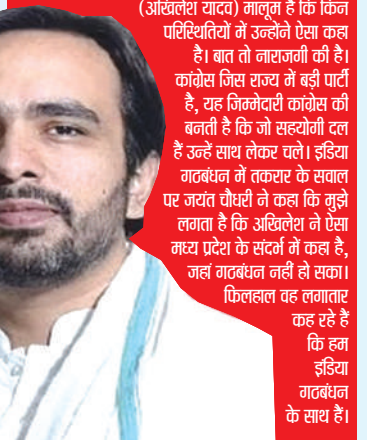 (अखिलेश यादव) मालूम है कि किन
परिस्थितियों में उन्होंने ऐसा कहा
है। बात तो नाराजगी की है।
कांग्रेस जिस राज्य में बड़ी पार्टी
है, यह जिम्मेदारी कांग्रेस की
बनती है कि जो सहयोगी दल
हैं उन्हें साथ लेकर चले। इंडिया
गठबंधन में तकरार के सवाल
पर जयंत चौधरी ने कहा कि मुझे
लगता है कि अखिलेश ने ऐसा
मध्य प्रदेश के संदर्भ में कहा है,
जहां गठबंधन नहीं हो सका।
फिलहाल वह लगातार
कह रहे हैं
कि हम
इंडिया
गठबंधन
के साथ हैं।